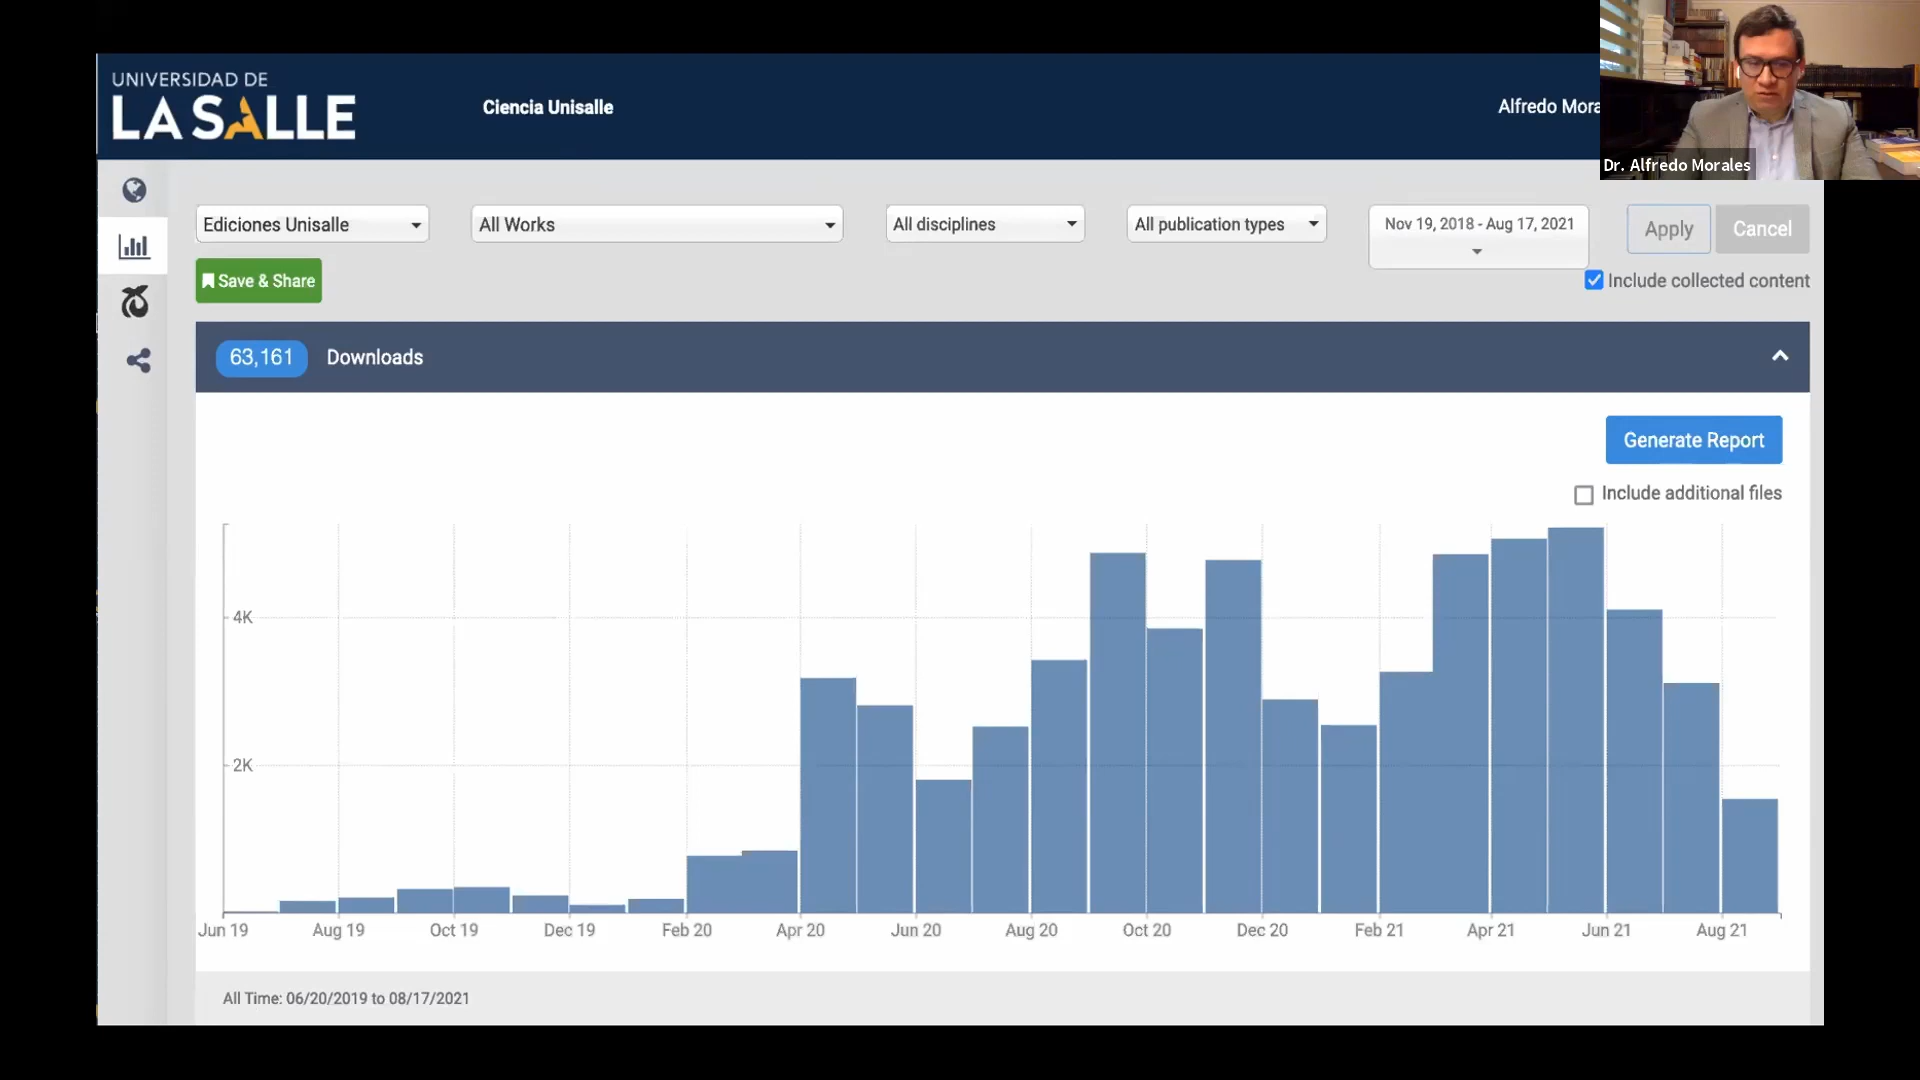 UNIVERSIDAD DE
LA SALLE
Ciencia Unisalle
Alfredo Mora
Dr. Alfredo Morales
Ediciones Unisalle
All Works
All disciplines
All publication types
Nov 19, 2018 - Aug 17, 2021
Apply
Cancel
Save & Share
Include collected content
63,161 Downloads
Generate Report
Include additional files
4K
2K
Jun 19 Aug 19 Oct 19 Dec 19 Feb 20 Apr 20 Jun 20 Aug 20 Oct 20 Dec 20 Feb 21 Apr 21 Jun 21 Aug 21
All Time: 06/20/2019 to 08/17/2021